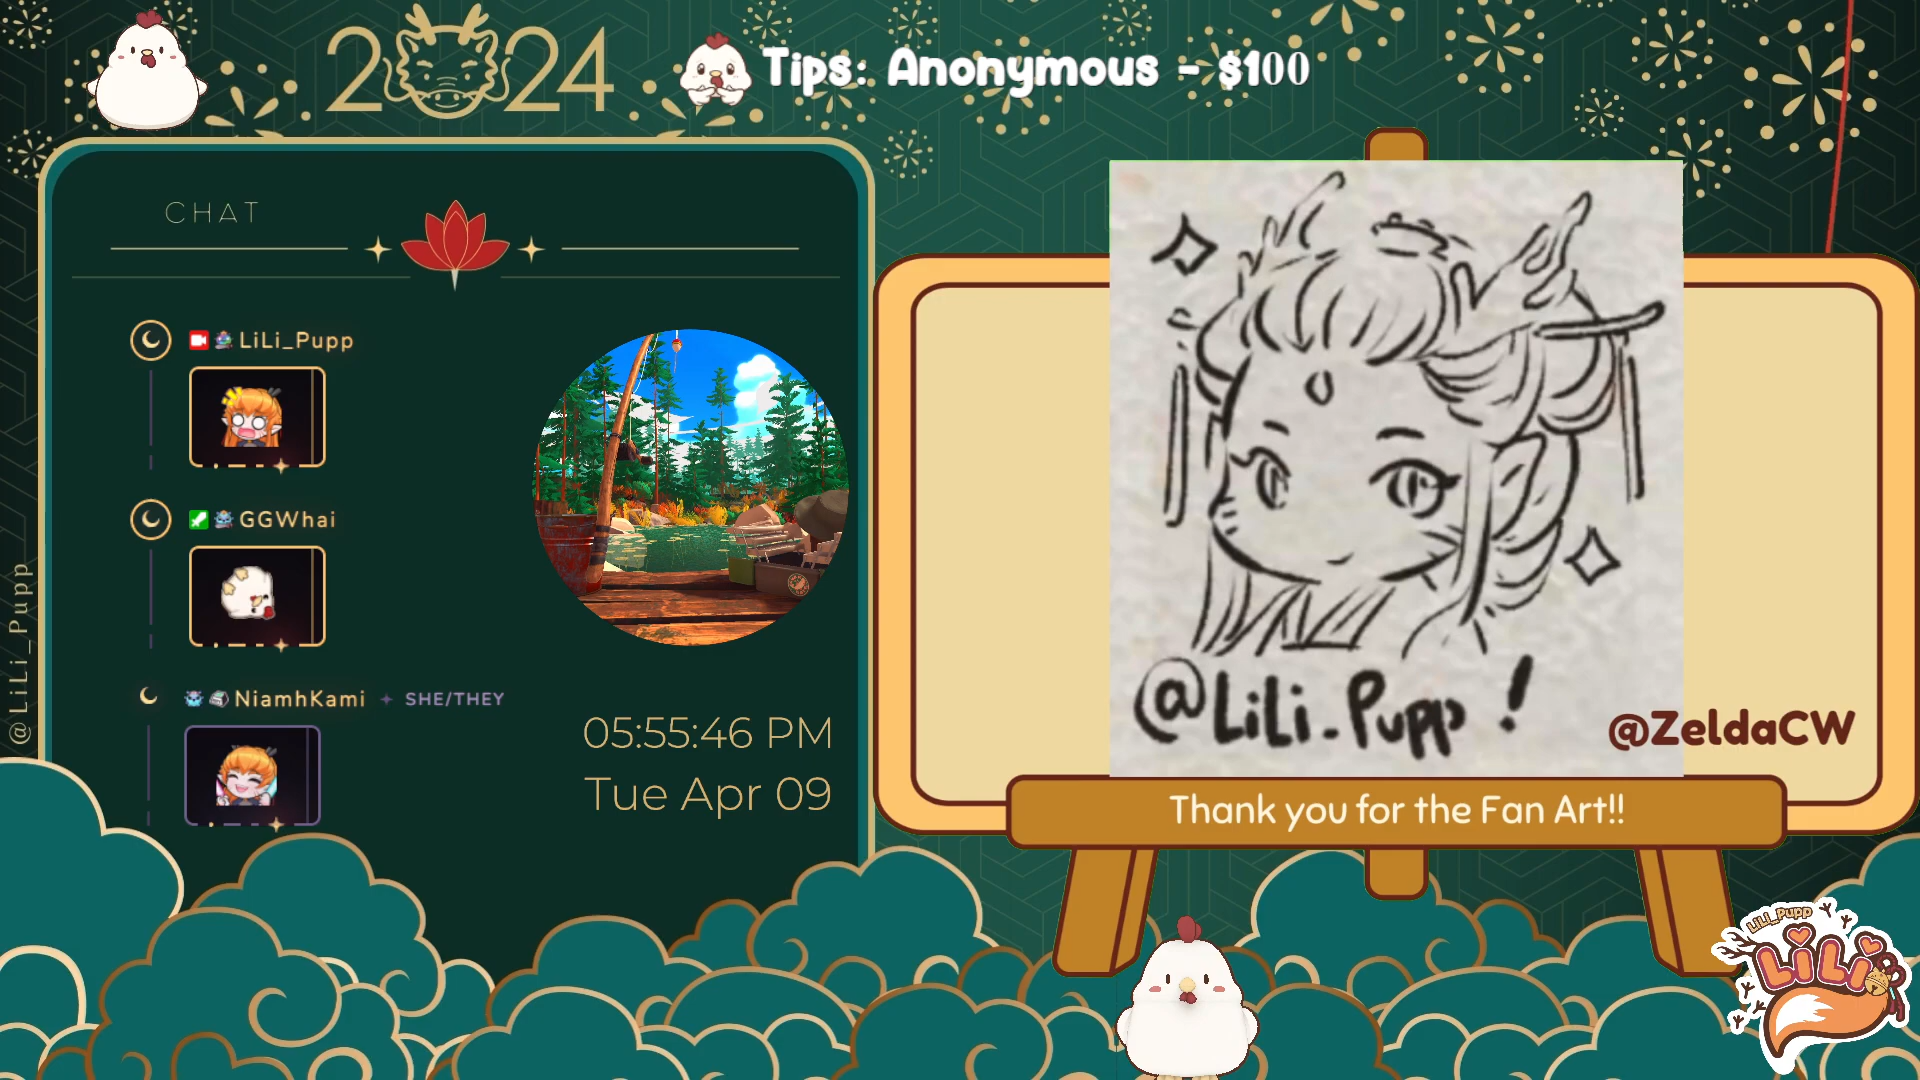 2024
Tips: Anonymous - $100
CHAT
LiLi_Pupp
GGWhai
NiamhKami SHE/THEY
05:55:46 PM
Tue Apr 09
@LiLi_Pupp
@LiLi_Pupp !
@ZeldaCW
Thank you for the Fan Art!!
LiLi_Pupp
LiLi